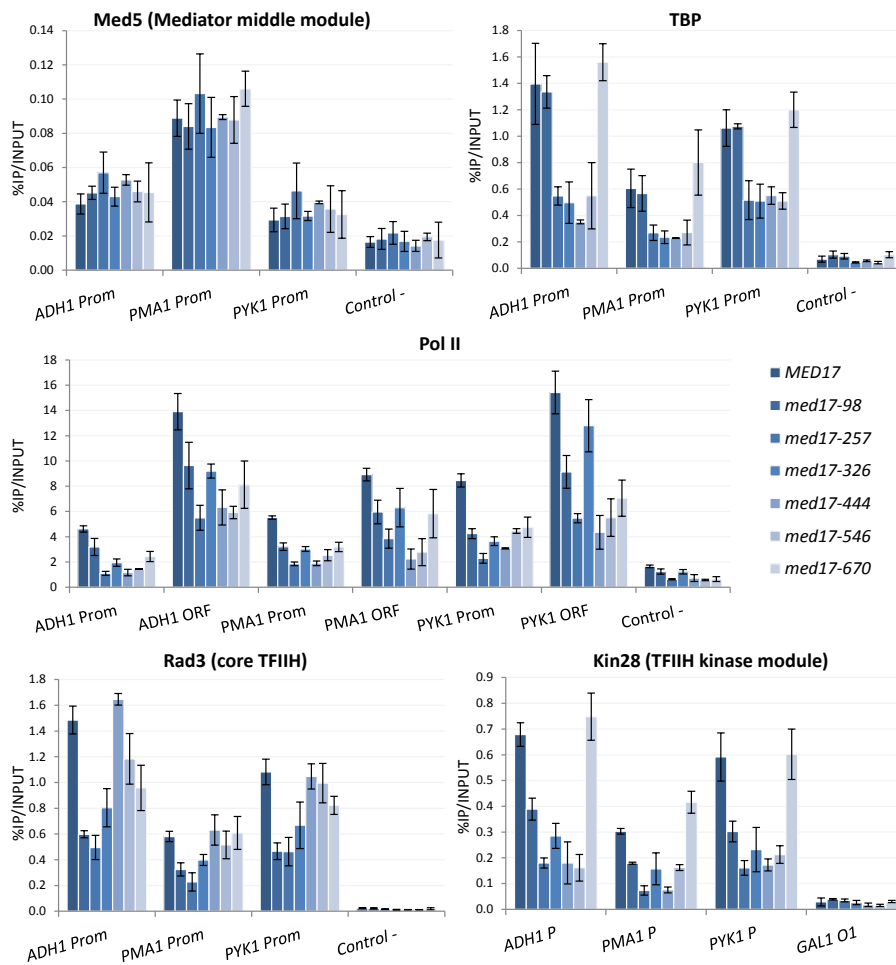 Med5 (Mediator middle module)
%IP/INPUT
0.14
0.12
0.10
0.08
0.06
0.04
0.02
0.00
ADH1 Prom
PMA1 Prom
PYK1 Prom
Control -
TBP
%IP/INPUT
1.8
1.6
1.4
1.2
1.0
0.8
0.6
0.4
0.2
0.0
ADH1 Prom
PMA1 Prom
PYK1 Prom
Control -
Pol II
%IP/INPUT
18
16
14
12
10
8
6
4
2
0
ADH1 Prom
ADH1 ORF
PMA1 Prom
PMA1 ORF
PYK1 Prom
PYK1 ORF
Control -
MED17
med17-98
med17-257
med17-326
med17-444
med17-546
med17-670
Rad3 (core TFIIH)
%IP/INPUT
1.8
1.6
1.4
1.2
1.0
0.8
0.6
0.4
0.2
0.0
ADH1 Prom
PMA1 Prom
PYK1 Prom
Control -
Kin28 (TFIIH kinase module)
%IP/INPUT
0.9
0.8
0.7
0.6
0.5
0.4
0.3
0.2
0.1
0.0
ADH1 P
PMA1 P
PYK1 P
GAL1 O1